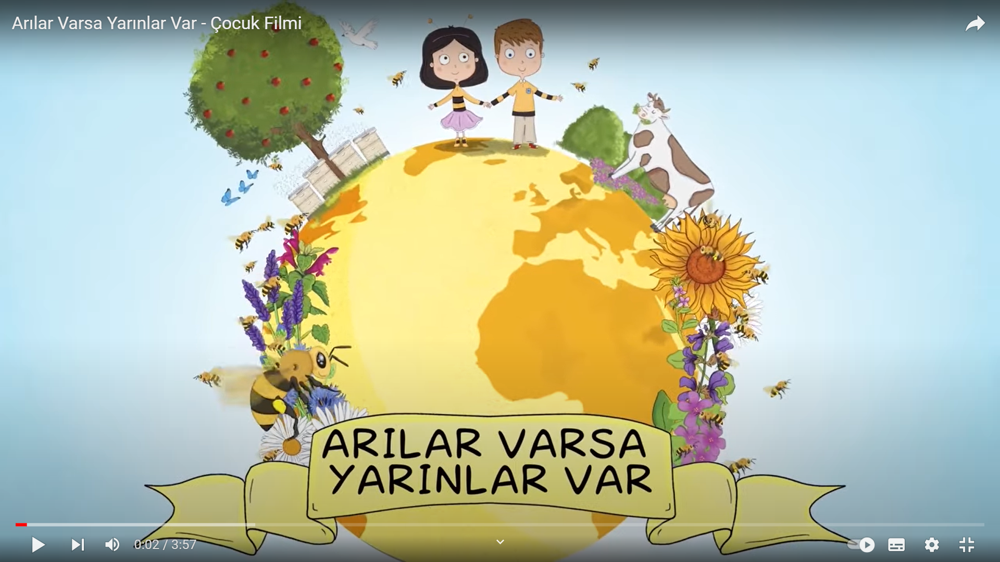 Arılar Varsa Yarınlar Var - Çocuk Filmi
ARILAR VARSA
YARINLAR VAR
0:02 / 3:57